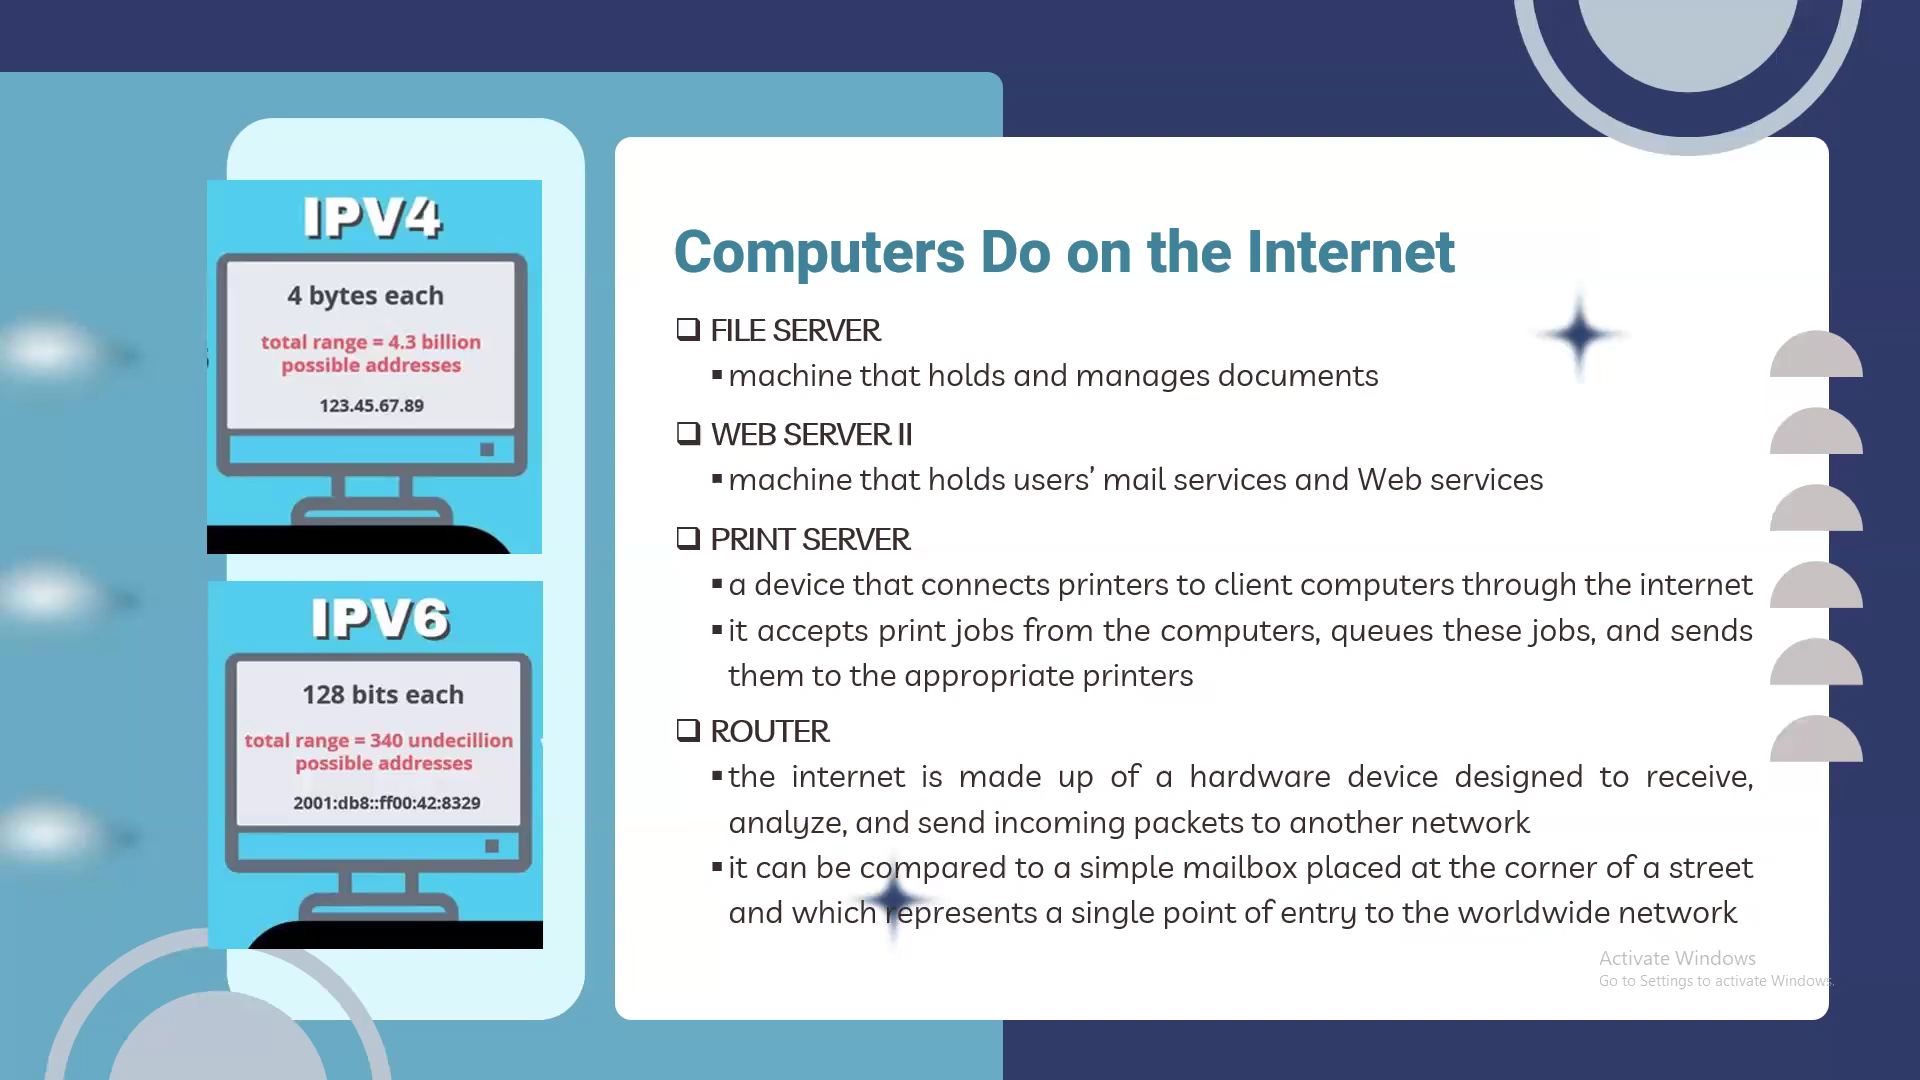 IPV4
4 bytes each
total range = 4.3 billion
possible addresses
123.45.67.89
IPV6
128 bits each
total range = 340 undecillion
possible addresses
2001:db8::ff00:42:8329
Computers Do on the Internet
❑ FILE SERVER
▪ machine that holds and manages documents
❑ WEB SERVER II
▪ machine that holds users’ mail services and Web services
❑ PRINT SERVER
▪ a device that connects printers to client computers through the internet
▪ it accepts print jobs from the computers, queues these jobs, and sends
them to the appropriate printers
❑ ROUTER
▪ the internet is made up of a hardware device designed to receive,
analyze, and send incoming packets to another network
▪ it can be compared to a simple mailbox placed at the corner of a street
and which represents a single point of entry to the worldwide network
Activate Windows
Go to Settings to activate Windows.